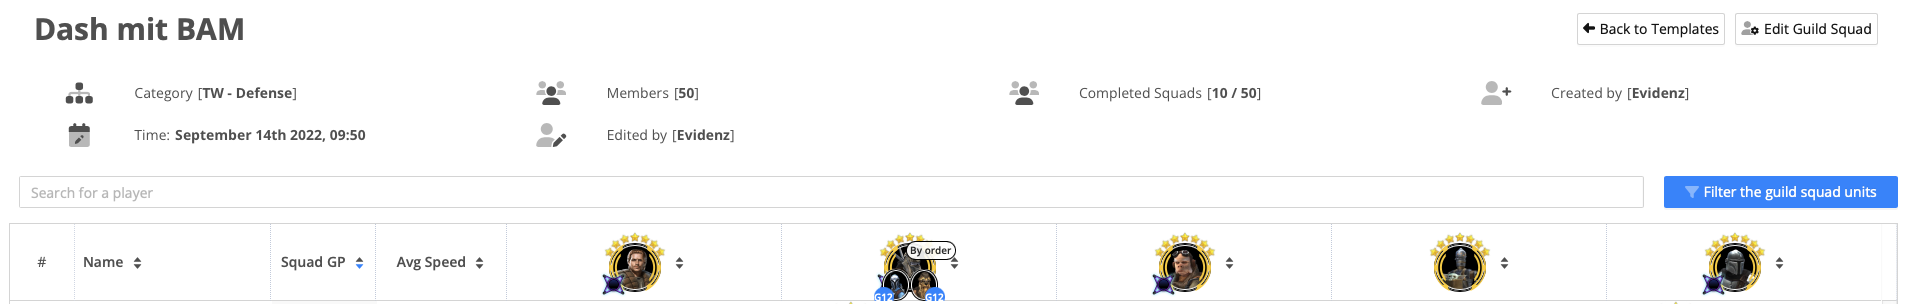 Dash mit BAM
Back to Templates
Edit Guild Squad
Category [TW - Defense]
Members [50]
Completed Squads [10 / 50]
Created by [Evidenz]
Time: September 14th 2022, 09:50
Edited by [Evidenz]
Search for a player
Filter the guild squad units
# Name Squad GP Avg Speed
By order
G12 G12